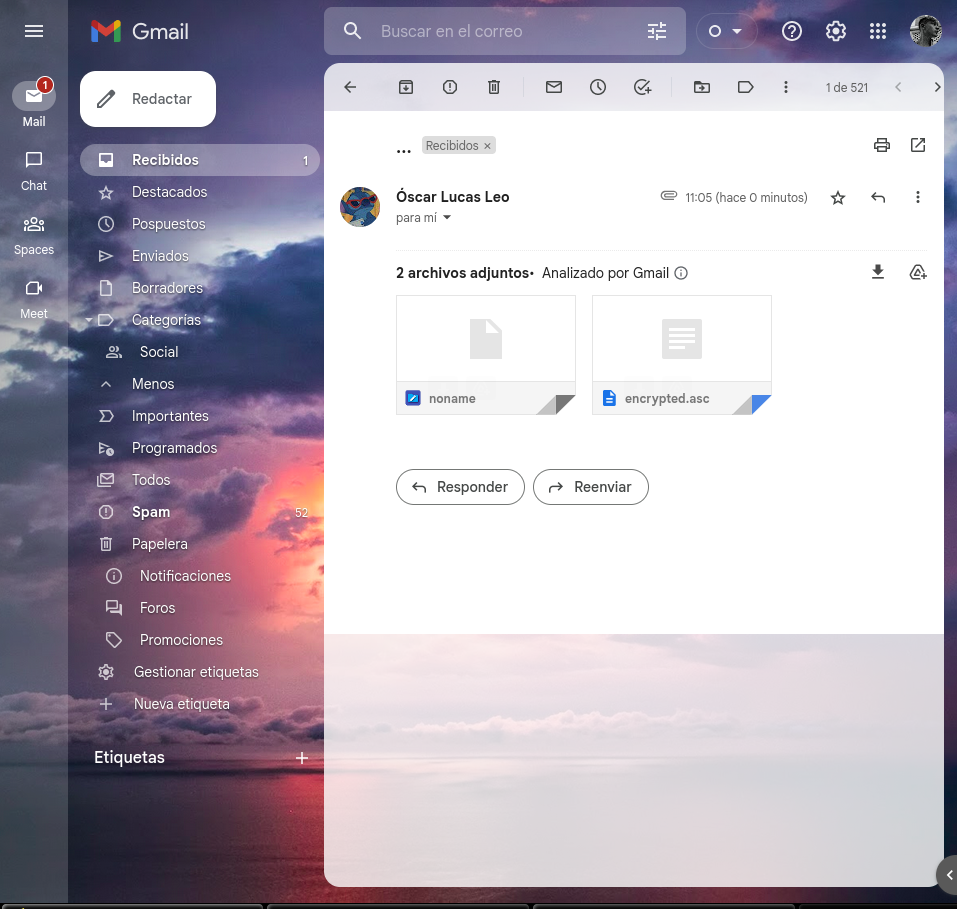 Gmail
Buscar en el correo
1
Mail
Chat
Spaces
Meet
Redactar
Recibidos 1
Destacados
Pospuestos
Enviados
Borradores
Categorías
Social
Menos
Importantes
Programados
Todos
Spam 52
Papelera
Notificaciones
Foros
Promociones
Gestionar etiquetas
Nueva etiqueta
Etiquetas
1 de 521
...
Recibidos ×
Óscar Lucas Leo
11:05 (hace 0 minutos)
para mí
2 archivos adjuntos • Analizado por Gmail
noname
encrypted.asc
Responder
Reenviar